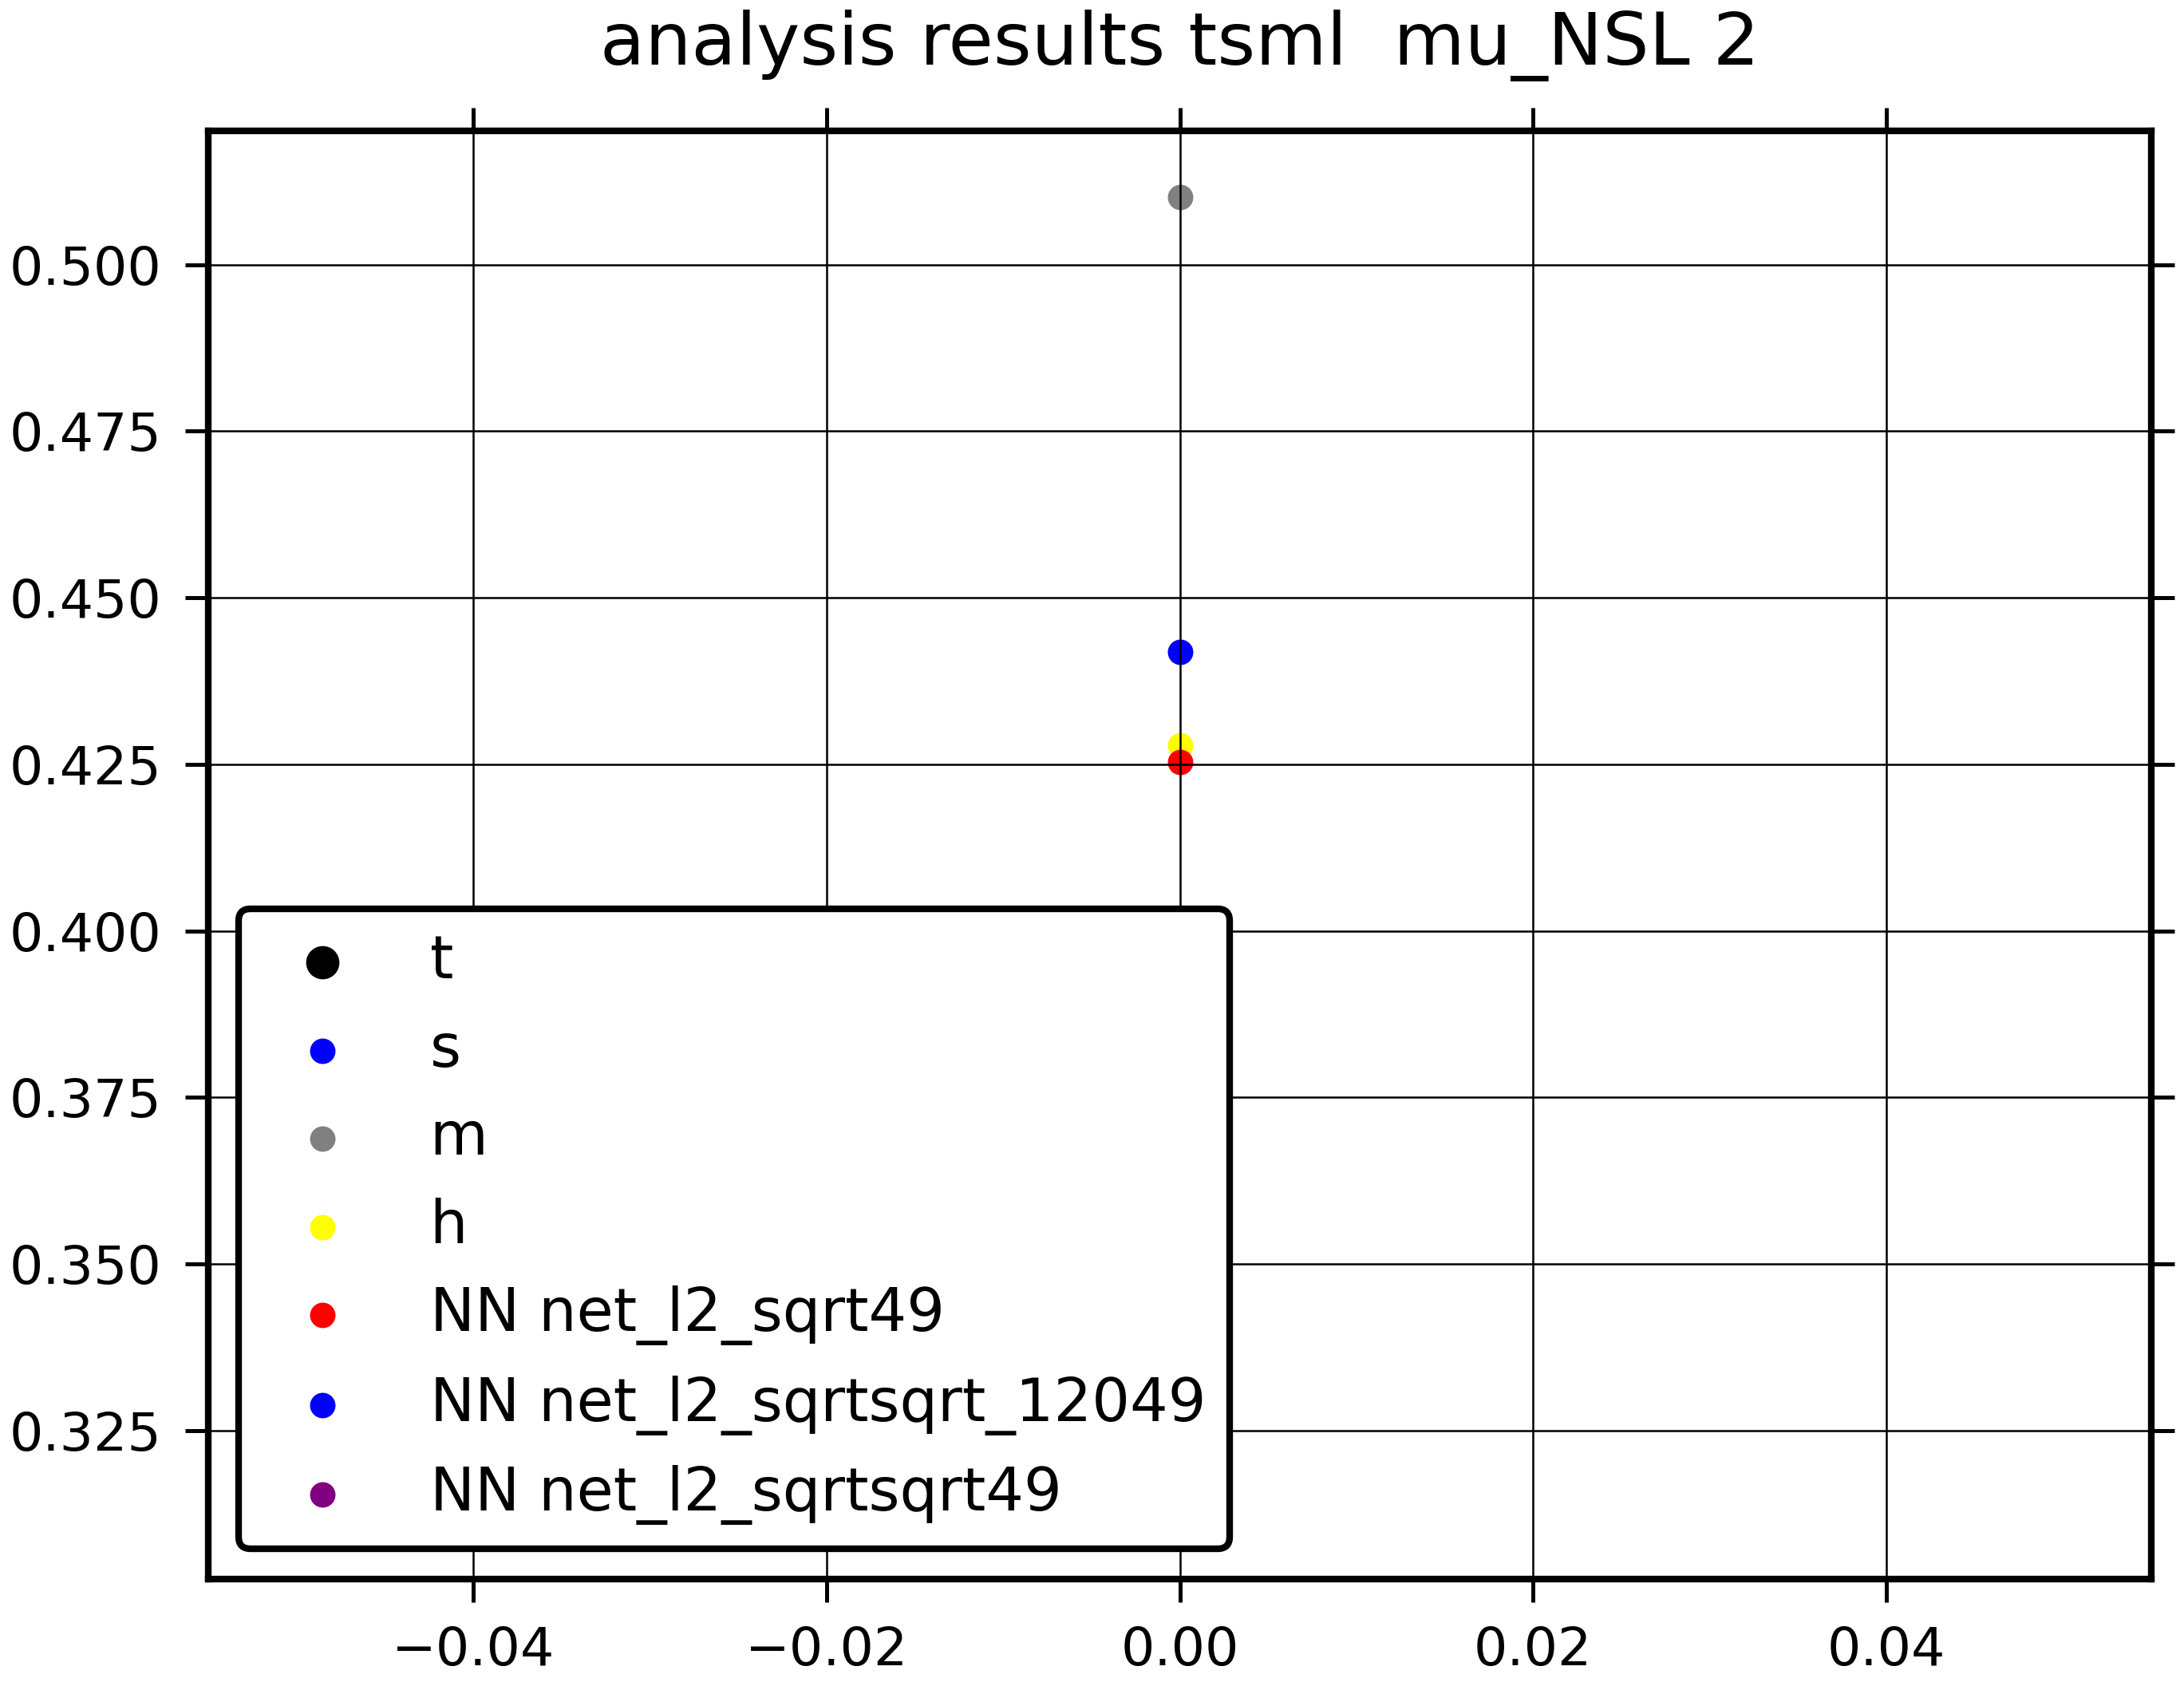 analysis results tsml  mu_NSL 2
0.500
0.475
0.450
0.425
0.400
0.375
0.350
0.325
t
s
m
h
NN net_l2_sqrt49
NN net_l2_sqrtsqrt_12049
NN net_l2_sqrtsqrt49
−0.04 −0.02 0.00 0.02 0.04